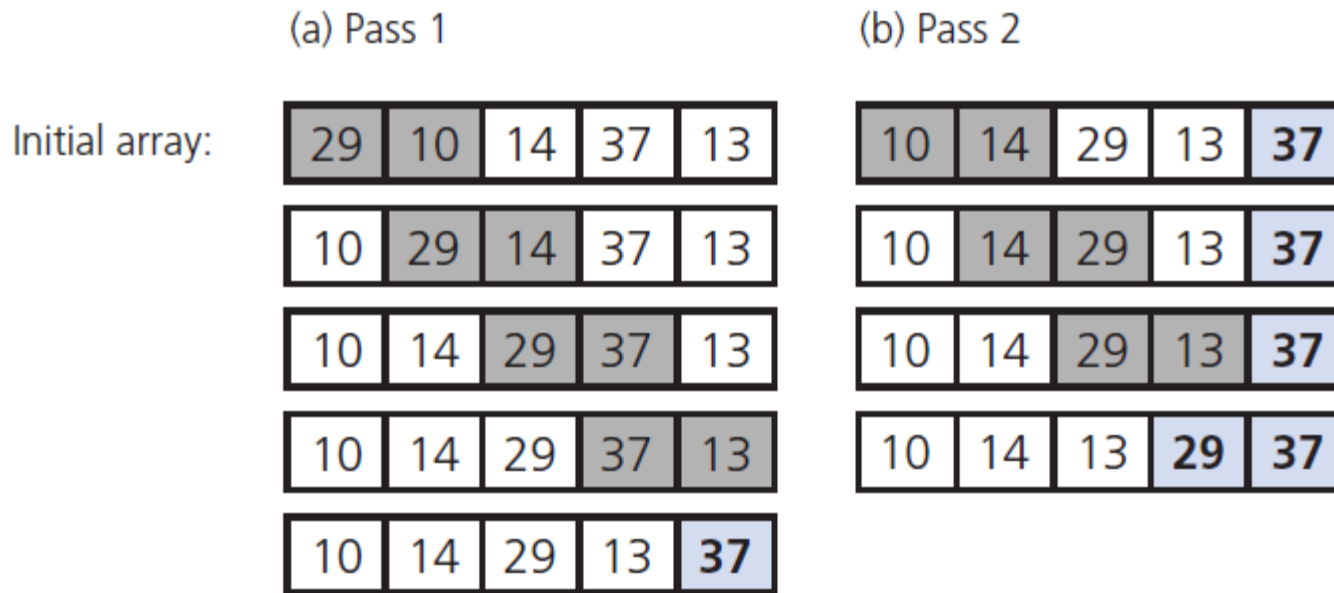 (a) Pass 1 (b) Pass 2
Initial array: 29 10 14 37 13 10 14 29 13 37
10 29 14 37 13 10 14 29 13 37
10 14 29 37 13 10 14 29 13 37
10 14 29 37 13 10 14 13 29 37
10 14 29 13 37